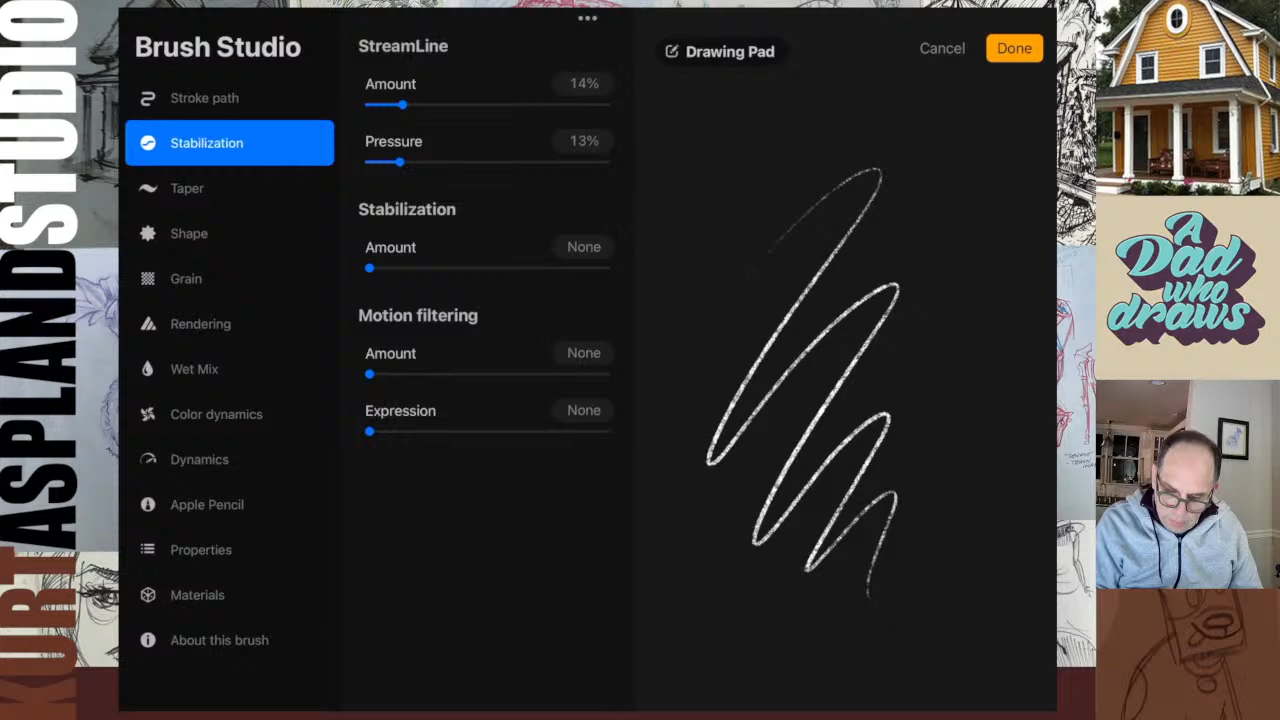 KURT ASPLAND STUDIO
Brush Studio
Stroke path
Stabilization
Taper
Shape
Grain
Rendering
Wet Mix
Color dynamics
Dynamics
Apple Pencil
Properties
Materials
About this brush
StreamLine
Amount 14%
Pressure 13%
Stabilization
Amount None
Motion filtering
Amount None
Expression None
Drawing Pad
Cancel
Done
A
Dad
who
draws